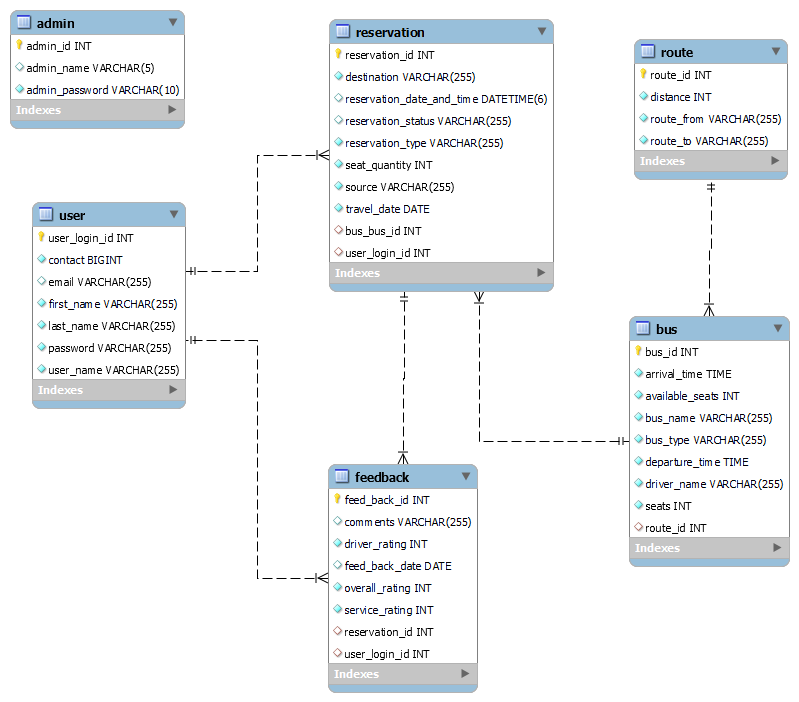 admin
admin_id INT
admin_name VARCHAR(5)
admin_password VARCHAR(10)
Indexes
user
user_login_id INT
contact BIGINT
email VARCHAR(255)
first_name VARCHAR(255)
last_name VARCHAR(255)
password VARCHAR(255)
user_name VARCHAR(255)
Indexes
reservation
reservation_id INT
destination VARCHAR(255)
reservation_date_and_time DATETIME(6)
reservation_status VARCHAR(255)
reservation_type VARCHAR(255)
seat_quantity INT
source VARCHAR(255)
travel_date DATE
bus_bus_id INT
user_login_id INT
Indexes
feedback
feed_back_id INT
comments VARCHAR(255)
driver_rating INT
feed_back_date DATE
overall_rating INT
service_rating INT
reservation_id INT
user_login_id INT
Indexes
route
route_id INT
distance INT
route_from VARCHAR(255)
route_to VARCHAR(255)
Indexes
bus
bus_id INT
arrival_time TIME
available_seats INT
bus_name VARCHAR(255)
bus_type VARCHAR(255)
departure_time TIME
driver_name VARCHAR(255)
seats INT
route_id INT
Indexes